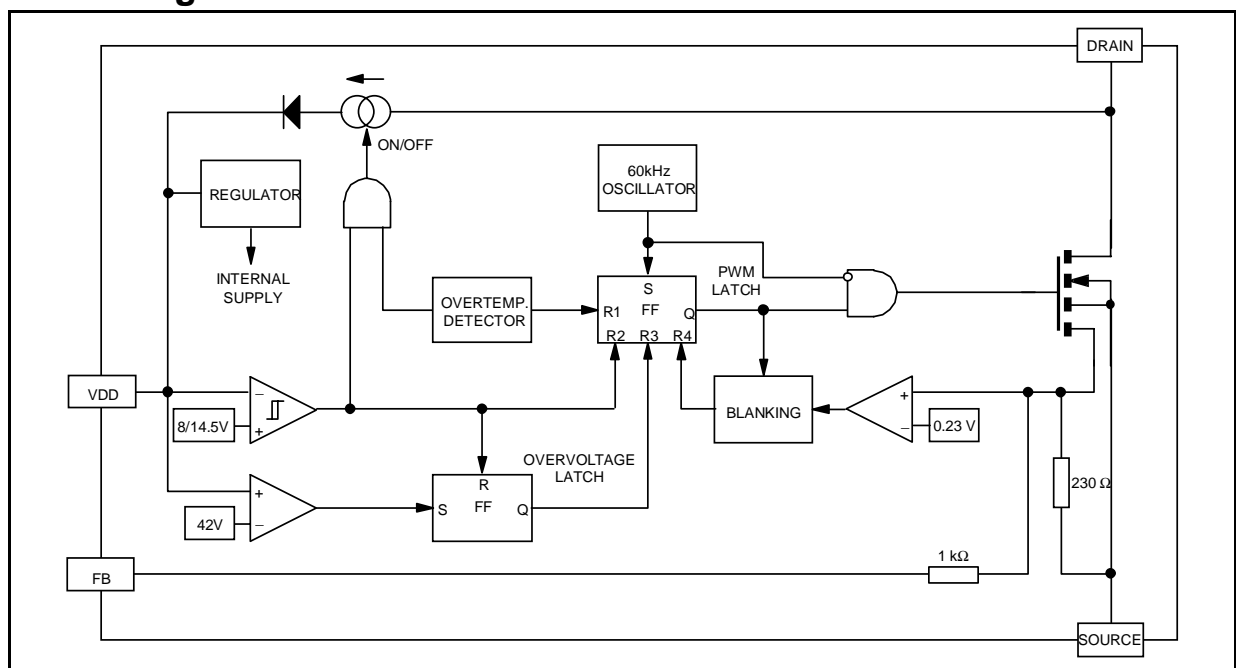 DRAIN
ON/OFF
REGULATOR
60kHz
OSCILLATOR
INTERNAL
SUPPLY
PWM
LATCH
S
FF
OVERTEMP.
DETECTOR
R1
Q
R2 R3 R4
VDD
−
+
8/14.5V
+
−
0.23 V
BLANKING
OVERVOLTAGE
LATCH
R
FF
S
Q
230 Ω
+
−
42V
1 kΩ
FB
SOURCE